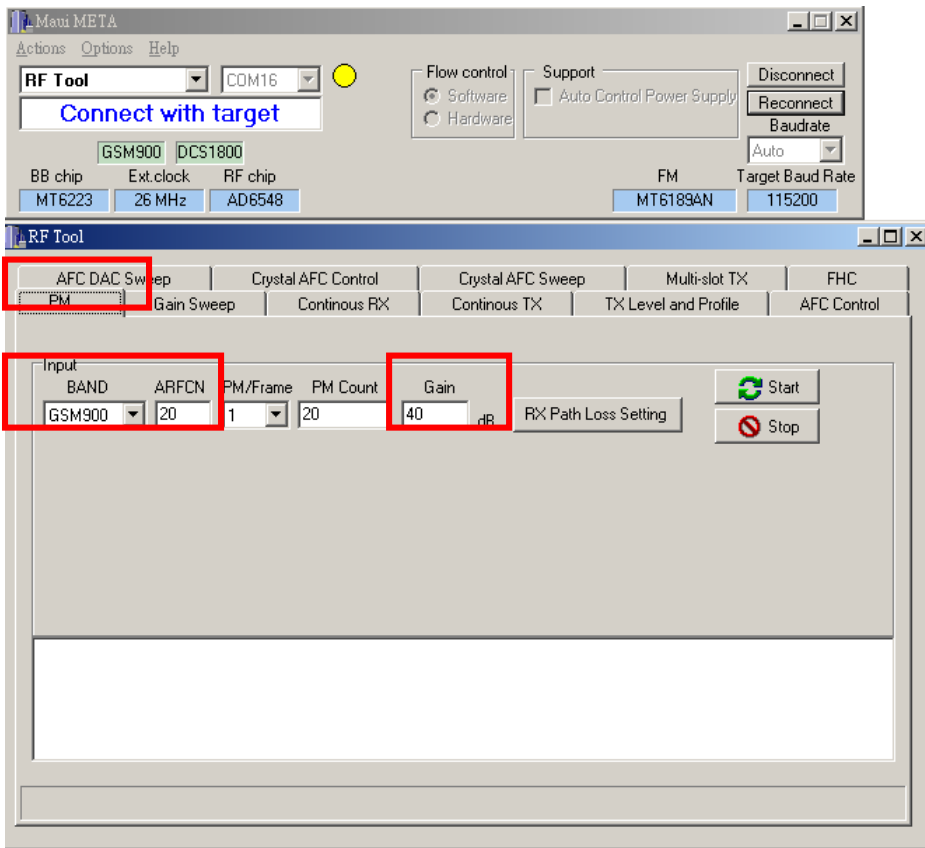 Maui META
Actions Options Help
RF Tool
COM16
Connect with target
Flow control
Software
Hardware
Support
Auto Control Power Supply
Disconnect
Reconnect
Baudrate
Auto
GSM900 DCS1800
BB chip Ext.clock RF chip FM Target Baud Rate
MT6223 26 MHz AD6548 MT6189AN 115200
RF Tool
AFC DAC Sweep Crystal AFC Control Crystal AFC Sweep Multi-slot TX FHC
PM Gain Sweep Continous RX Continous TX TX Level and Profile AFC Control
Input
BAND ARFCN PM/Frame PM Count Gain
GSM900 20 1 20 40 dB RX Path Loss Setting
Start
Stop